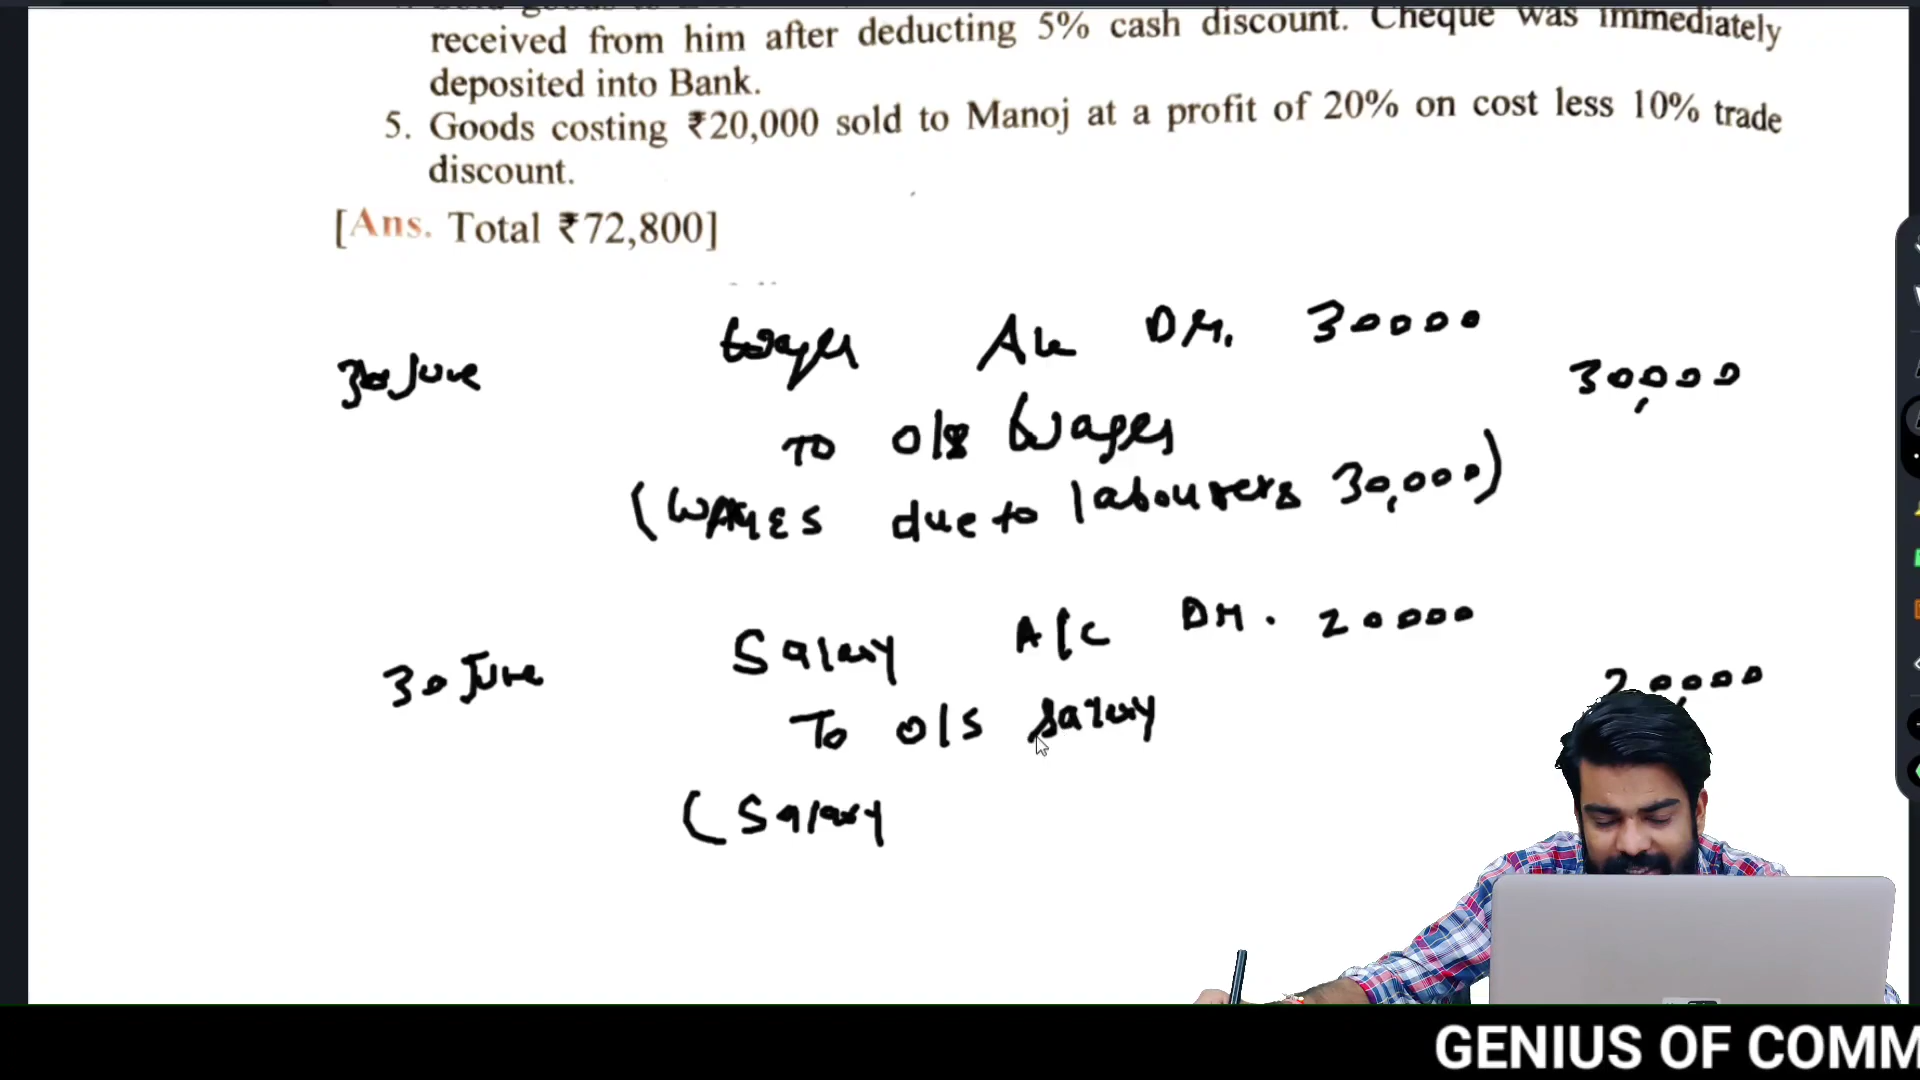 received from him after deducting 5% cash discount. Cheque was immediately
deposited into Bank.
5. Goods costing ₹20,000 sold to Manoj at a profit of 20% on cost less 10% trade
discount.
[Ans. Total ₹72,800]
30 June Wages A/c Dr. 30000
30,000
To O/s Wages
(WAGES due to labourers 30,000)
30 June Salary A/c Dr. 20000
20,000
To O/s Salary
(Salary
GENIUS OF COMM